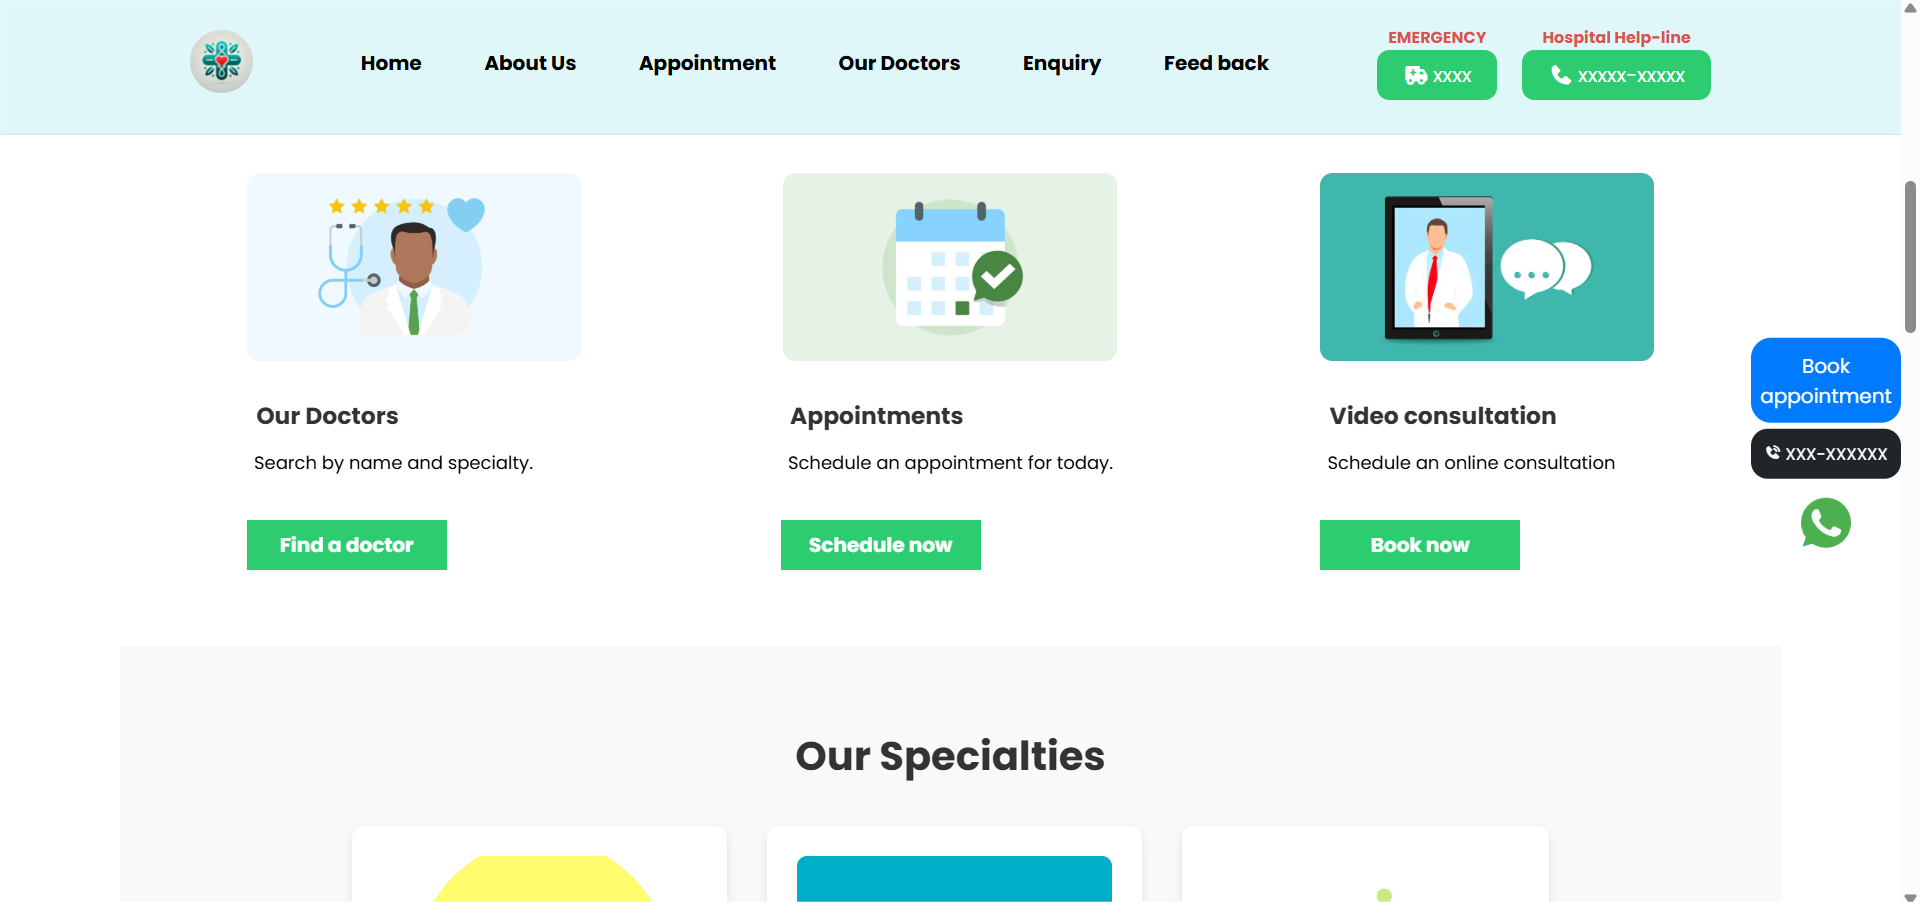 Home
About Us
Appointment
Our Doctors
Enquiry
Feed back
EMERGENCY
XXXX
Hospital Help-line
XXXXX-XXXXX
Our Doctors
Search by name and specialty.
Find a doctor
Appointments
Schedule an appointment for today.
Schedule now
Video consultation
Schedule an online consultation
Book now
Book
appointment
XXX-XXXXXX
Our Specialties